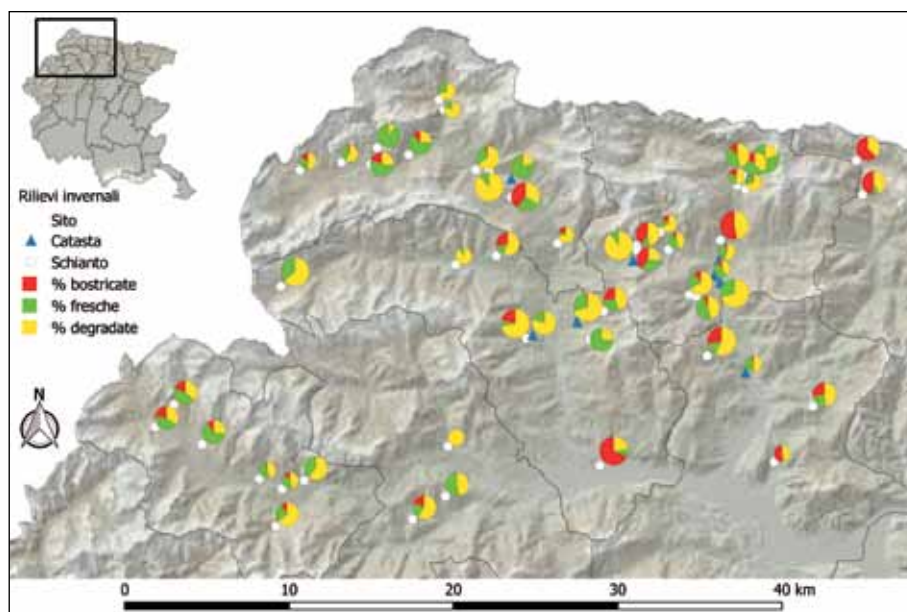 Rilievi invernali
Sito
Catasta
Schianto
% bostricate
% fresche
% degradate
N
0 10 20 30 40 km